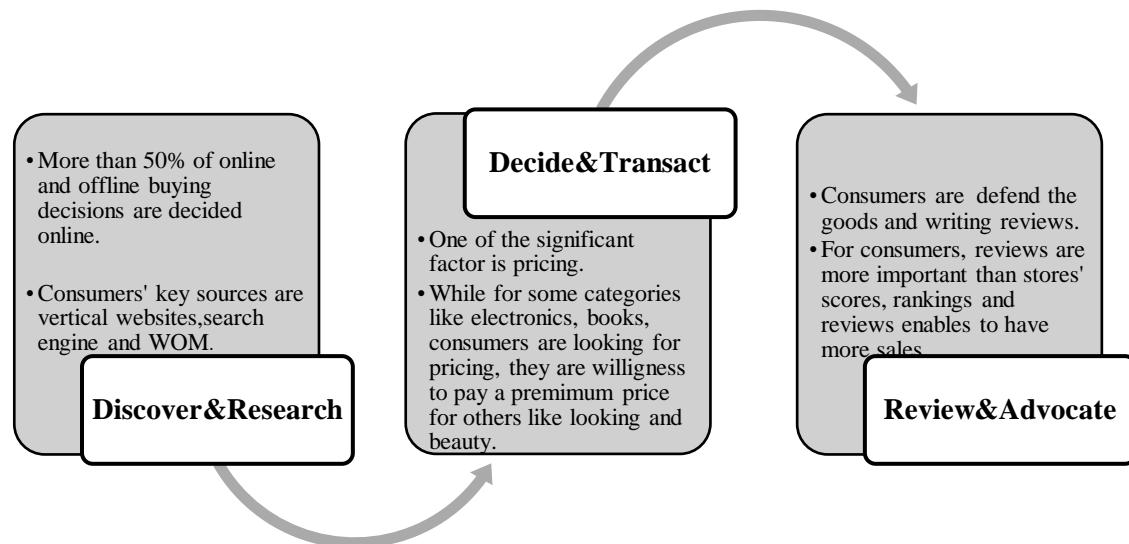 • More than 50% of online
and offline buying
decisions are decided
online.
• Consumers' key sources are
vertical websites,search
engine and WOM.
Discover&Research
Decide&Transact
• One of the significant
factor is pricing.
• While for some categories
like electronics, books,
consumers are looking for
pricing, they are willigness
to pay a premimum price
for others like looking and
beauty.
• Consumers are defend the
goods and writing reviews.
• For consumers, reviews are
more important than stores'
scores, rankings and
reviews enables to have
more sales
Review&Advocate